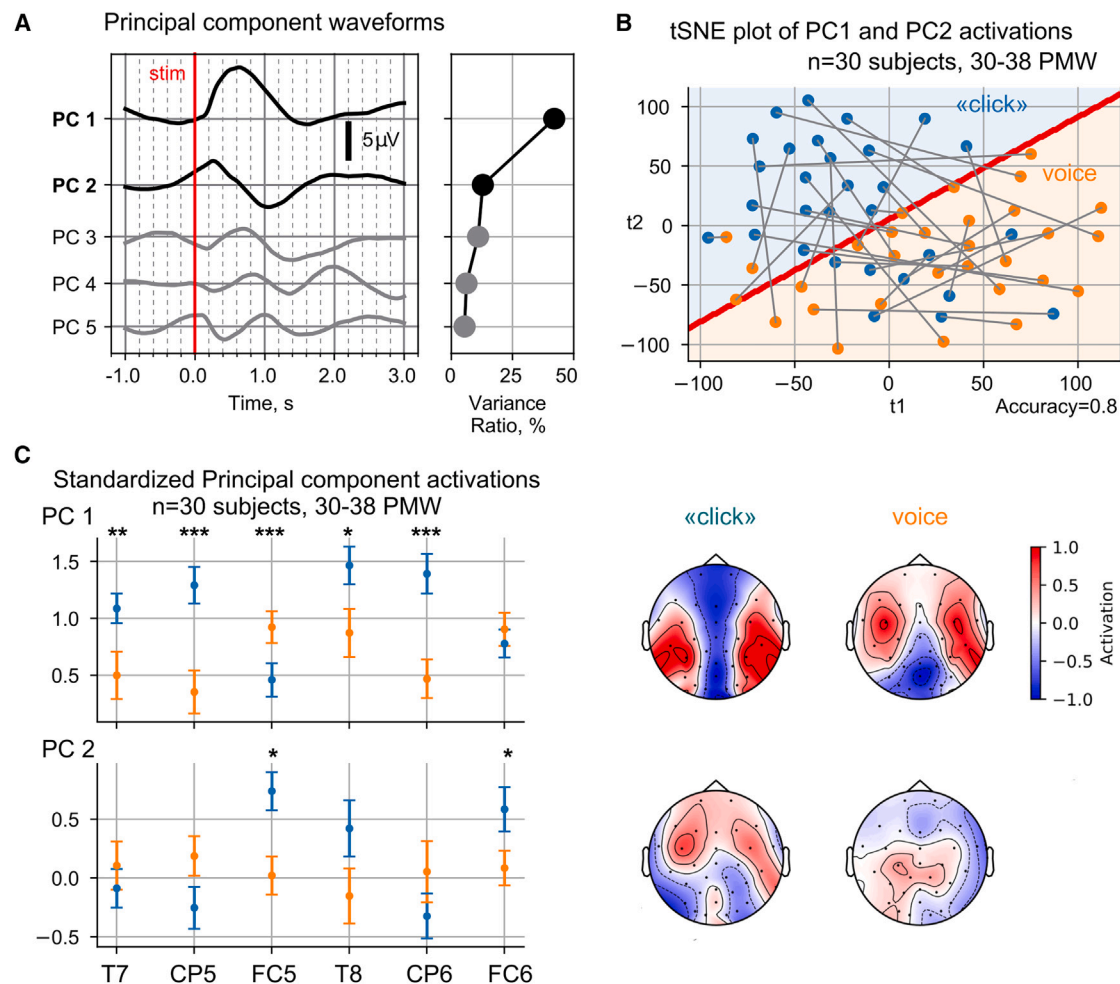 A
Principal component waveforms
stim
PC 1
5μV
PC 2
PC 3
PC 4
PC 5
-1.0 0.0 1.0 2.0 3.0
Time, s
0 25 50
Variance
Ratio, %
B
tSNE plot of PC1 and PC2 activations
n=30 subjects, 30-38 PMW
«click»
voice
t2
100
50
0
−50
−100
−100 −50 0 50 100
t1
Accuracy=0.8
C
Standardized Principal component activations
n=30 subjects, 30-38 PMW
PC 1
** *** *** * ***
1.5
1.0
0.5
PC 2
* *
0.5
0.0
−0.5
T7 CP5 FC5 T8 CP6 FC6
«click» voice
1.0
0.5
0.0
−0.5
−1.0
Activation